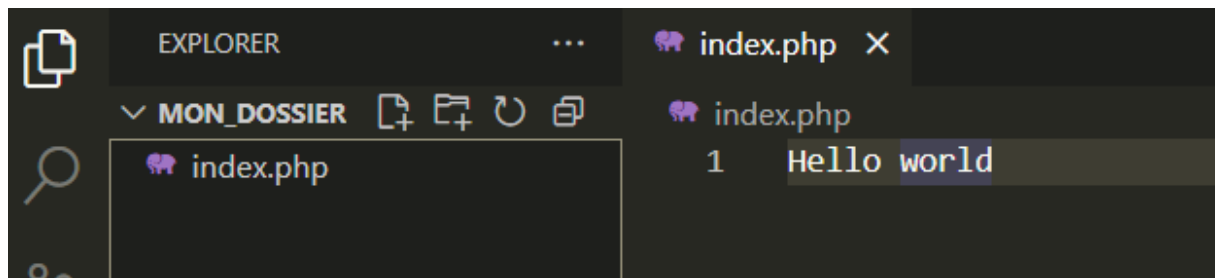 EXPLORER ...
MON_DOSSIER
index.php
index.php
index.php
1 Hello world